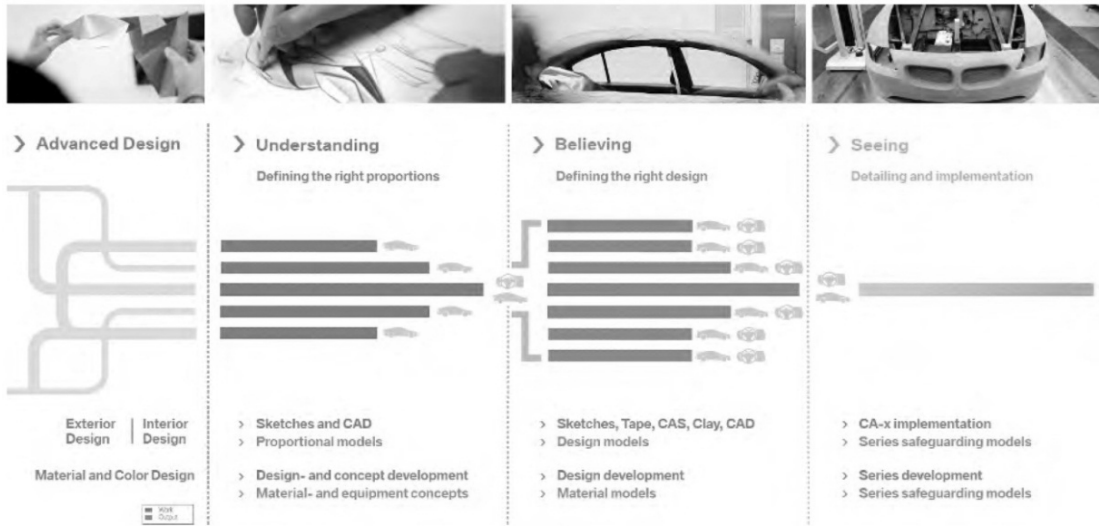 Advanced Design
Understanding
Defining the right proportions
Believing
Defining the right design
Seeing
Detailing and implementation
Exterior Design
Interior Design
Material and Color Design
Sketches and CAD
Proportional models
Design- and concept development
Material- and equipment concepts
Sketches, Tape, CAS, Clay, CAD
Design models
Design development
Material models
CA-x implementation
Series safeguarding models
Series development
Series safeguarding models
Output